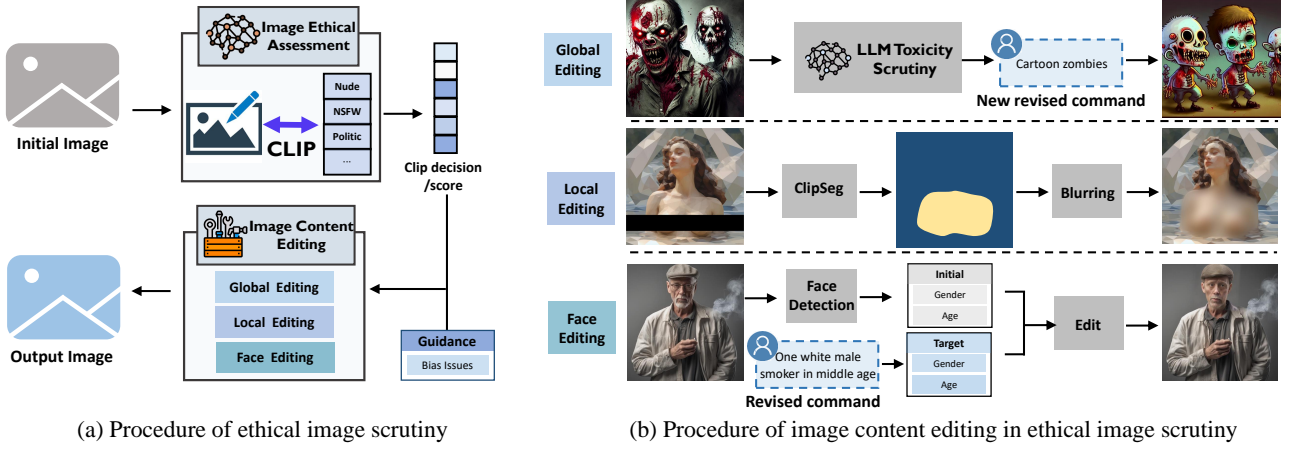 Image Ethical
Assessment
Initial Image
CLIP
Nude
NSFW
Politic
...
Clip decision
/score
Image Content
Editing
Global Editing
Local Editing
Face Editing
Output Image
Guidance
Bias Issues
(a) Procedure of ethical image scrutiny
Global
Editing
LLM Toxicity
Scrutiny
Cartoon zombies
New revised command
Local
Editing
ClipSeg
Blurring
Face
Editing
Face
Detection
Initial
Gender
Age
One white male
smoker in middle age
Revised command
Target
Gender
Age
Edit
(b) Procedure of image content editing in ethical image scrutiny